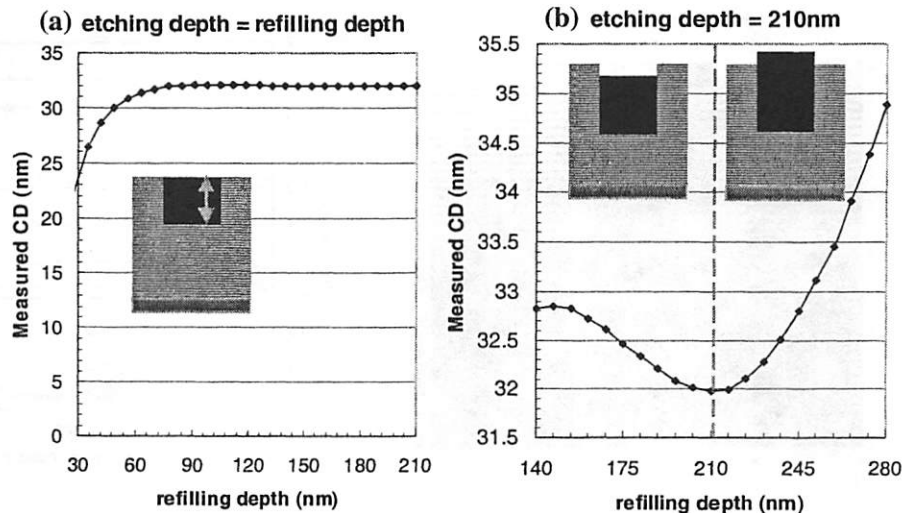 (a) etching depth = refilling depth
35
30
25
20
15
10
5
0
Measured CD (nm)
30 60 90 120 150 180 210
refilling depth (nm)
(b) etching depth = 210nm
35.5
35
34.5
34
33.5
33
32.5
32
31.5
Measured CD (nm)
140 175 210 245 280
refilling depth (nm)